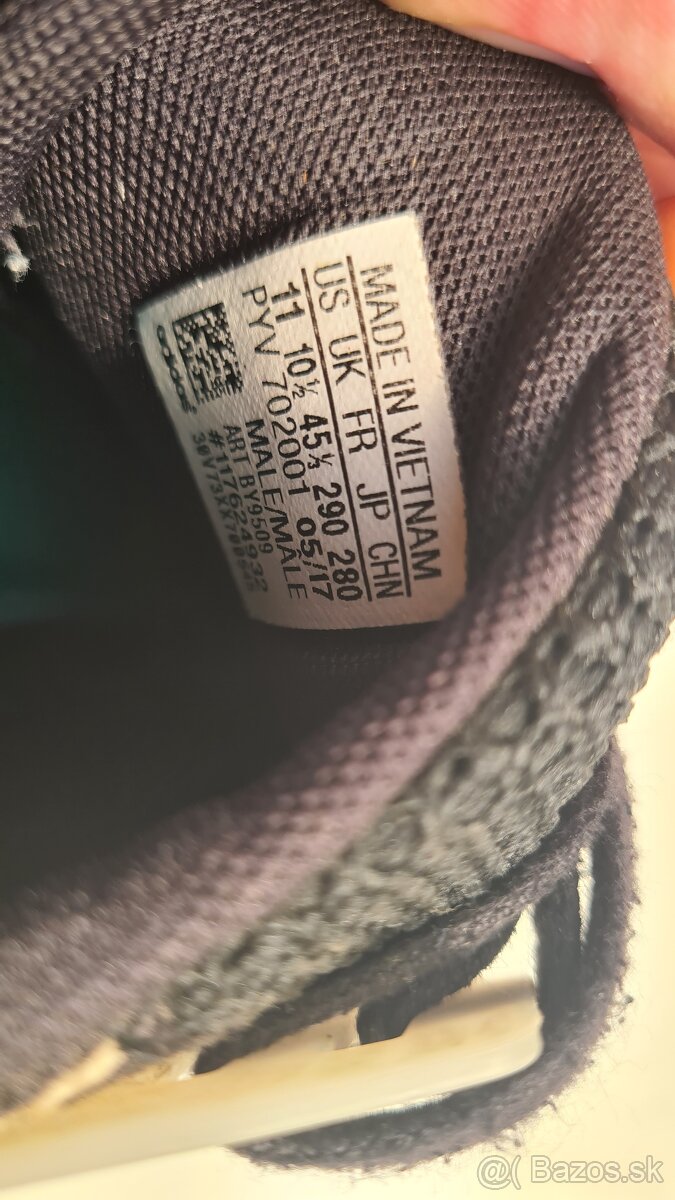 MADE IN VIETNAM
US UK FR JP CHN
11 10½ 45⅓ 290 280
PYV 702001 05/17
MALE/MÂLE
ART BY9509
#1176224932
adidas
@( Bazos.sk